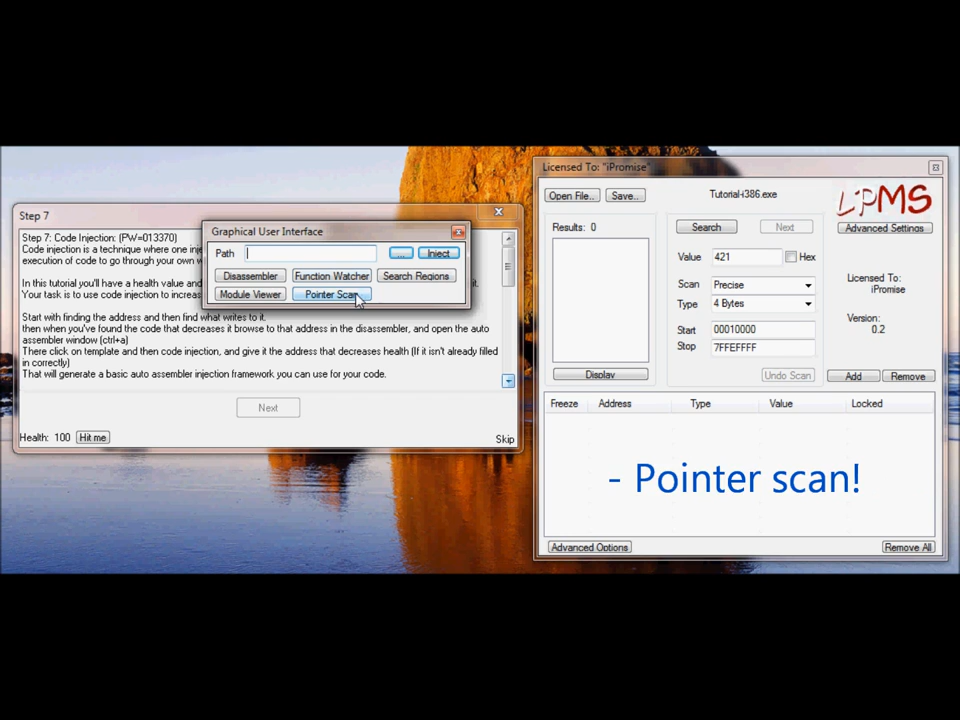 Step 7
Step 7: Code Injection: (PW=013370)
Code injection is a technique where one inje
execution of code to go through your own w
t.
In this tutorial you'll have a health value and
it.
Your task is to use code injection to increas
Start with finding the address and then find what writes to it.
then when you've found the code that decreases it browse to that address in the disassembler, and open the auto
assembler window (ctrl+a)
There click on template and then code injection, and give it the address that decreases health (If it isn't already filled
in correctly)
That will generate a basic auto assembler injection framework you can use for your code.
Next
Health: 100 Hit me
Skip
Graphical User Interface
Path ... Inject
Disassembler Function Watcher Search Regions
Module Viewer Pointer Scan
Licensed To: "iPromise"
Open File.. Save.. Tutorial-i386.exe
LiPMS
Results: 0 Search Next Advanced Settings
Value 421 Hex
Scan Precise
Type 4 Bytes
Licensed To:
iPromise
Version:
0.2
Start 00010000
Stop 7FFEFFFF
Display Undo Scan Add Remove
Freeze Address Type Value Locked
- Pointer scan!
Advanced Options Remove All